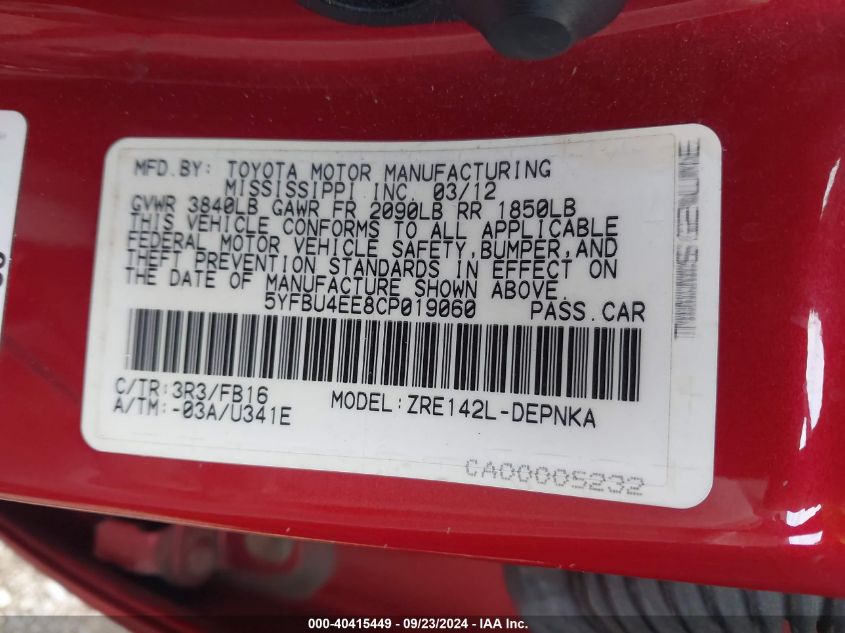 MFD.BY: TOYOTA MOTOR MANUFACTURING
MISSISSIPPI INC. 03/12
GVWR 3840LB GAWR FR 2090LB RR 1850LB
THIS VEHICLE CONFORMS TO ALL APPLICABLE
FEDERAL MOTOR VEHICLE SAFETY,BUMPER,AND
THEFT PREVENTION STANDARDS IN EFFECT ON
THE DATE OF MANUFACTURE SHOWN ABOVE.
5YFBU4EE8CP019060 PASS.CAR
C/TR:3R3/FB16
A/TM:-03A/U341E
MODEL:ZRE142L-DEPNKA
CA00005232
000-40415449 - 09/23/2024 - CA IAA Inc.